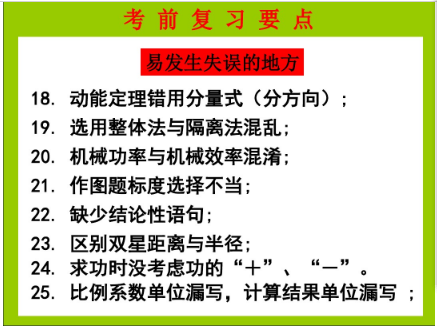 考前复习要点
易发生失误的地方
18. 动能定理错用分量式（分方向）;
19. 选用整体法与隔离法混乱;
20. 机械功率与机械效率混淆;
21. 作图题标度选择不当;
22. 缺少结论性语句;
23. 区别双星距离与半径;
24. 求功时没考虑功的“＋”、“－”。
25. 比例系数单位漏写，计算结果单位漏写 ;